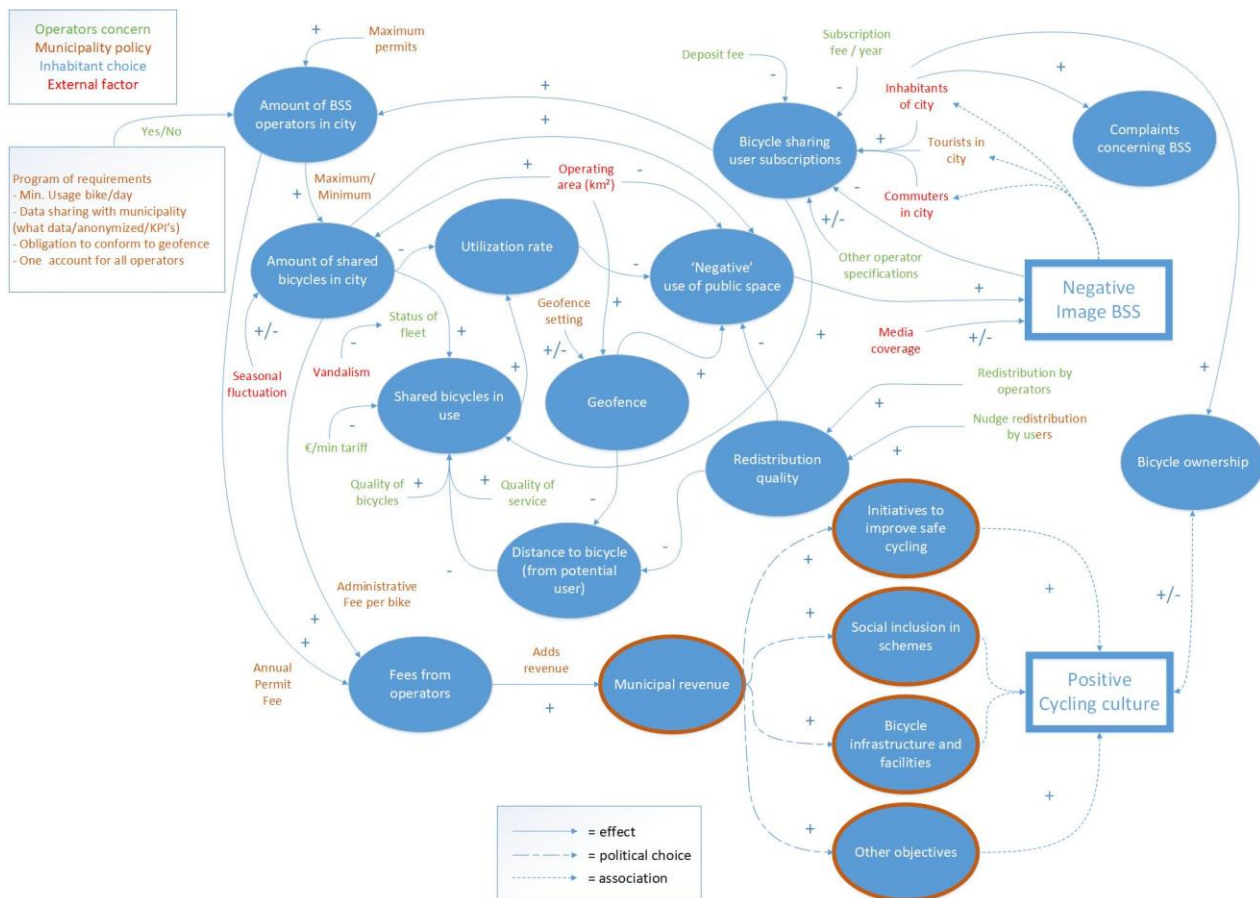 Operators concern
Municipality policy
Inhabitant choice
External factor
+
Maximum
permits
Amount of BSS
operators in city
Yes/No
Program of requirements
- Min. Usage bike/day
- Data sharing with municipality
(what data/anonymized/KPI's)
- Obligation to conform to geofence
- One  account for all operators
+
Maximum/
Minimum
Amount of shared
bicycles in city
+
+
+
Operating
area (km²)
-
-
Utilization rate
-
‘Negative’
use of public space
Deposit fee
-
Subscription
fee / year
-
Bicycle sharing
user subscriptions
+
Inhabitants
of city
Tourists in
city
Commuters
in city
+
Complaints
concerning BSS
-
+/-
Other operator
specifications
+
Negative
Image BSS
Media
coverage
+/-
+/-
Seasonal
fluctuation
Status of
fleet
-
Vandalism
+
+
Geofence
setting
+/-
+
Geofence
+
-
+
Shared bicycles in
use
-
€/min tariff
Quality of
bicycles
+
+
Quality of
service
-
Distance to bicycle
(from potential
user)
-
-
Redistribution
quality
Redistribution by
operators
+
Nudge redistribution
by users
+
+
Bicycle ownership
+/-
Administrative
Fee per bike
+
+
Annual
Permit
Fee
Fees from
operators
Adds
revenue
+
Municipal revenue
+
+
+
+
Initiatives to
improve safe
cycling
Social inclusion in
schemes
Bicycle
infrastructure and
facilities
Other objectives
+
+
Positive
Cycling culture
= effect
= political choice
= association